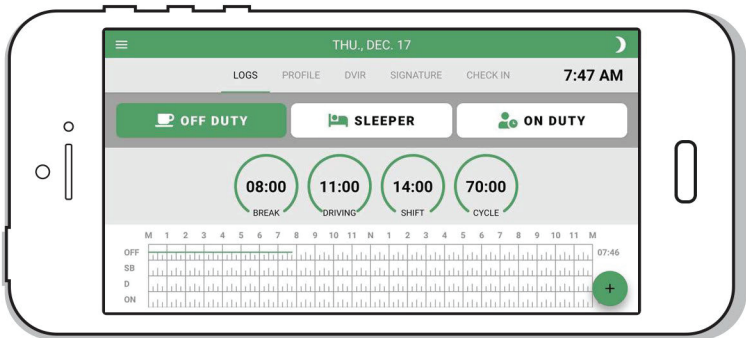 THU., DEC. 17
LOGS PROFILE DVIR SIGNATURE CHECK IN 7:47 AM
OFF DUTY SLEEPER ON DUTY
08:00 11:00 14:00 70:00
BREAK DRIVING SHIFT CYCLE
M 1 2 3 4 5 6 7 8 9 10 11 N 1 2 3 4 5 6 7 8 9 10 11 M
OFF 07:46
SB
D
ON
+